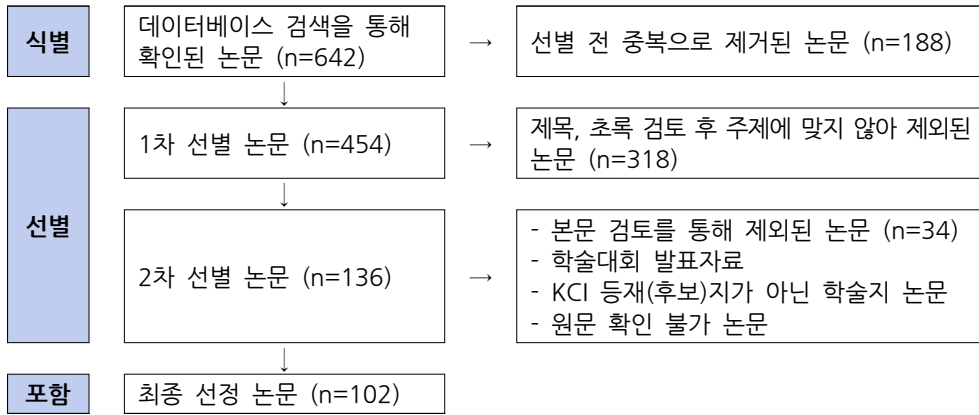 식별
데이터베이스 검색을 통해
확인된 논문 (n=642)
→
선별 전 중복으로 제거된 논문 (n=188)
↓
선별
1차 선별 논문 (n=454)
→
제목, 초록 검토 후 주제에 맞지 않아 제외된
논문 (n=318)
↓
2차 선별 논문 (n=136)
→
- 본문 검토를 통해 제외된 논문 (n=34)
- 학술대회 발표자료
- KCI 등재(후보)지가 아닌 학술지 논문
- 원문 확인 불가 논문
↓
포함
최종 선정 논문 (n=102)